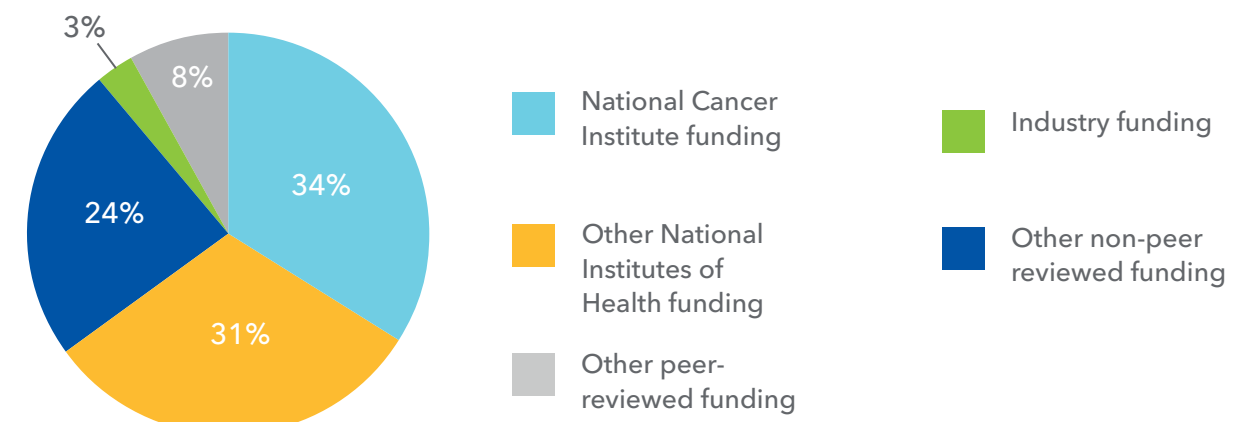 3%
8%
34%
24%
31%
National Cancer
Institute funding
Other National
Institutes of
Health funding
Other peer-
reviewed funding
Industry funding
Other non-peer
reviewed funding